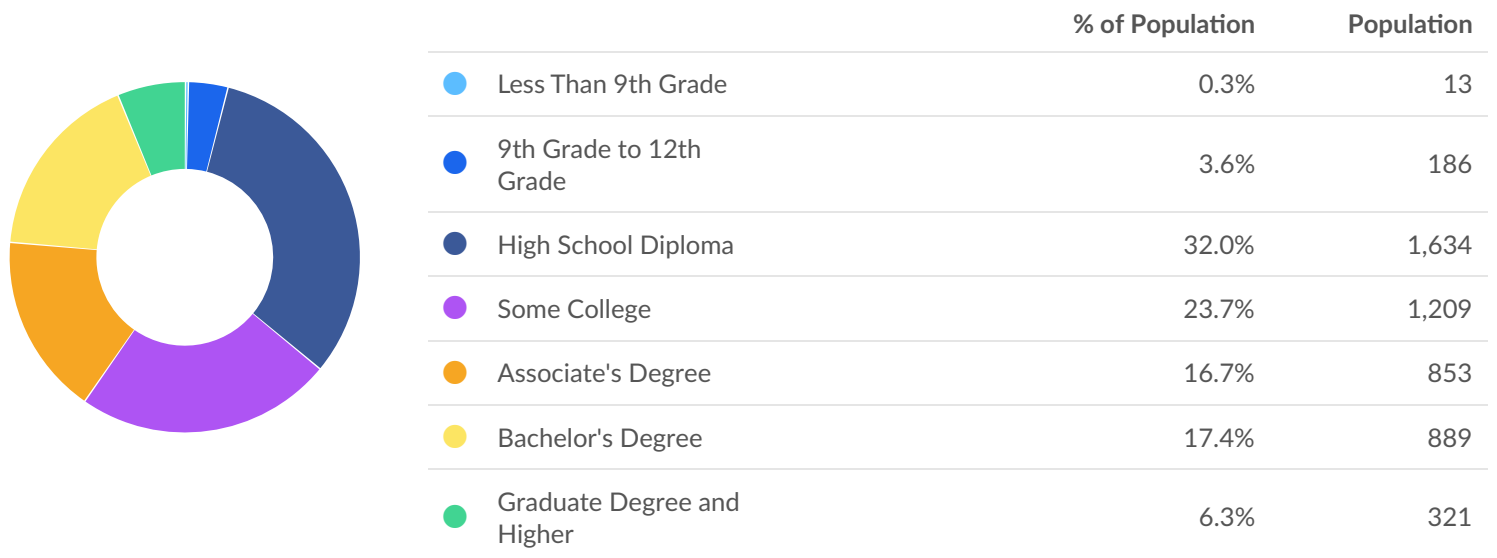 % of Population Population
Less Than 9th Grade 0.3% 13
9th Grade to 12th
Grade 3.6% 186
High School Diploma 32.0% 1,634
Some College 23.7% 1,209
Associate's Degree 16.7% 853
Bachelor's Degree 17.4% 889
Graduate Degree and
Higher 6.3% 321